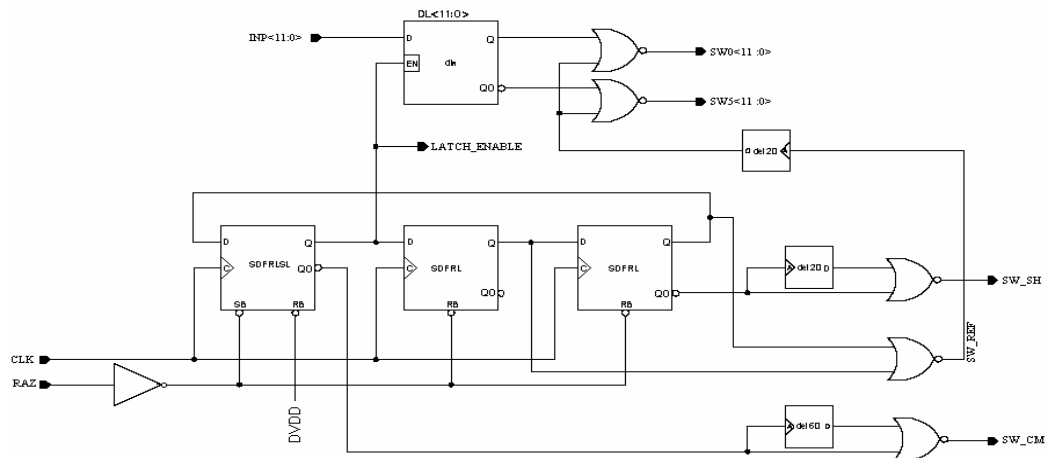 DL<11:0>
INP<11:0>
D
Q
EN
dla
QO
SW0<11 :0>
SW5<11 :0>
LATCH_ENABLE
D del20 A
D
Q
SDFRLSL
QO
C
SB
RB
D
Q
SDFRL
C
QO
RB
D
Q
SDFRL
C
QO
RB
A del20 D
SW_SH
SW_REF
CLK
RAZ
DVDD
A del60 D
SW_CM